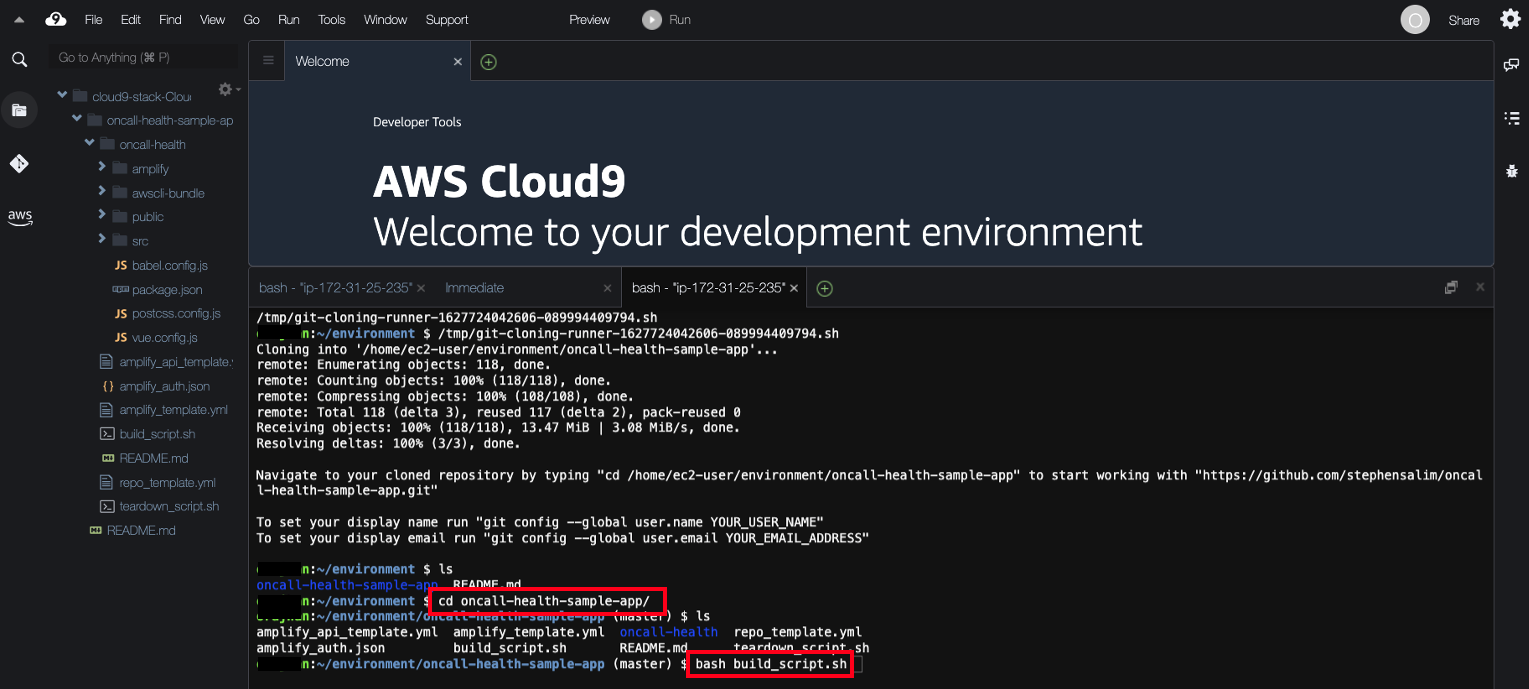 9 File Edit Find View Go Run Tools Window Support Preview Run O Share
Go to Anything (⌘ P)
Welcome
cloud9-stack-Clou
oncall-health-sample-ap
oncall-health
amplify
awscli-bundle
public
src
JS babel.config.js
package.json
JS postcss.config.js
JS vue.config.js
amplify_api_template.
{ } amplify_auth.json
amplify_template.yml
build_script.sh
README.md
repo_template.yml
teardown_script.sh
README.md
aws
Developer Tools
AWS Cloud9
Welcome to your development environment
bash - "ip-172-31-25-235" Immediate bash - "ip-172-31-25-235"
/tmp/git-cloning-runner-1627724042606-089994409794.sh
n:~/environment $ /tmp/git-cloning-runner-1627724042606-089994409794.sh
Cloning into '/home/ec2-user/environment/oncall-health-sample-app'...
remote: Enumerating objects: 118, done.
remote: Counting objects: 100% (118/118), done.
remote: Compressing objects: 100% (108/108), done.
remote: Total 118 (delta 3), reused 117 (delta 2), pack-reused 0
Receiving objects: 100% (118/118), 13.47 MiB | 3.08 MiB/s, done.
Resolving deltas: 100% (3/3), done.
Navigate to your cloned repository by typing "cd /home/ec2-user/environment/oncall-health-sample-app" to start working with "https://github.com/stephensalim/oncal
l-health-sample-app.git"
To set your display name run "git config --global user.name YOUR_USER_NAME"
To set your display email run "git config --global user.email YOUR_EMAIL_ADDRESS"
n:~/environment $ ls
oncall-health-sample-app README.md
n:~/environment $ cd oncall-health-sample-app/
:~/environment/oncall-health-sample-app (master) $ ls
amplify_api_template.yml amplify_template.yml oncall-health repo_template.yml
amplify_auth.json build_script.sh README.md teardown_script.sh
n:~/environment/oncall-health-sample-app (master) $ bash build_script.sh